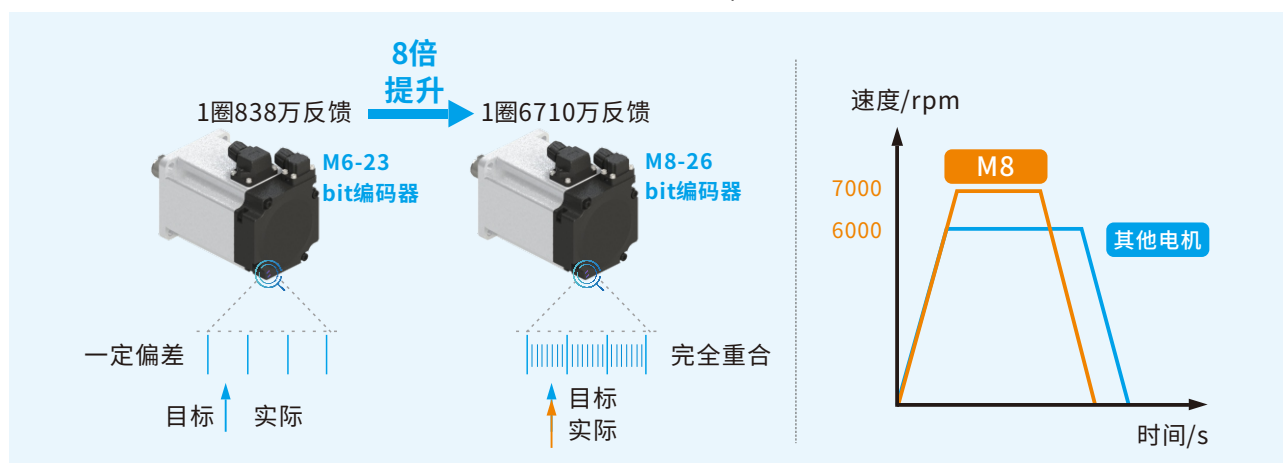 8倍
提升
1圈838万反馈
1圈6710万反馈
M6-23
bit编码器
M8-26
bit编码器
一定偏差
目标
实际
完全重合
目标
实际
速度/rpm
M8
7000
6000
其他电机
时间/s